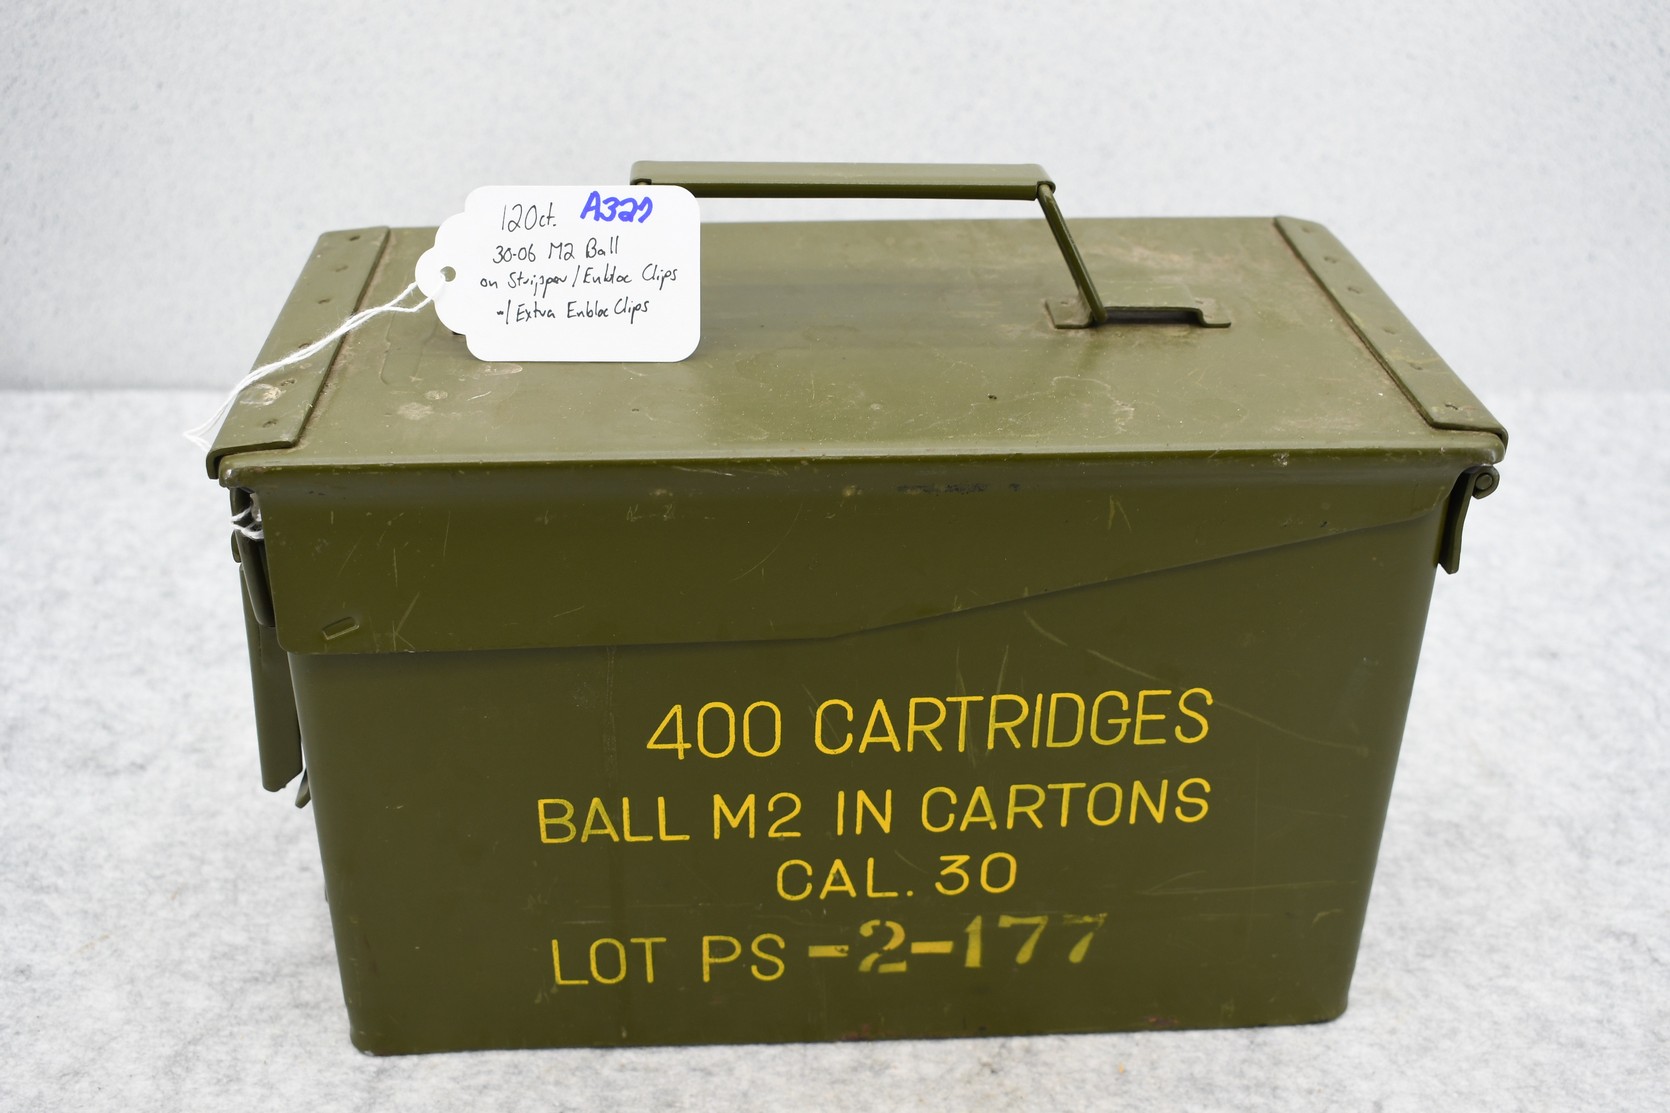 120ct. A327
30-06 M2 Ball
on Stripper/Enbloc Clips
w/ Extra Enbloc Clips
400 CARTRIDGES
BALL M2 IN CARTONS
CAL. 30
LOT PS -2-177